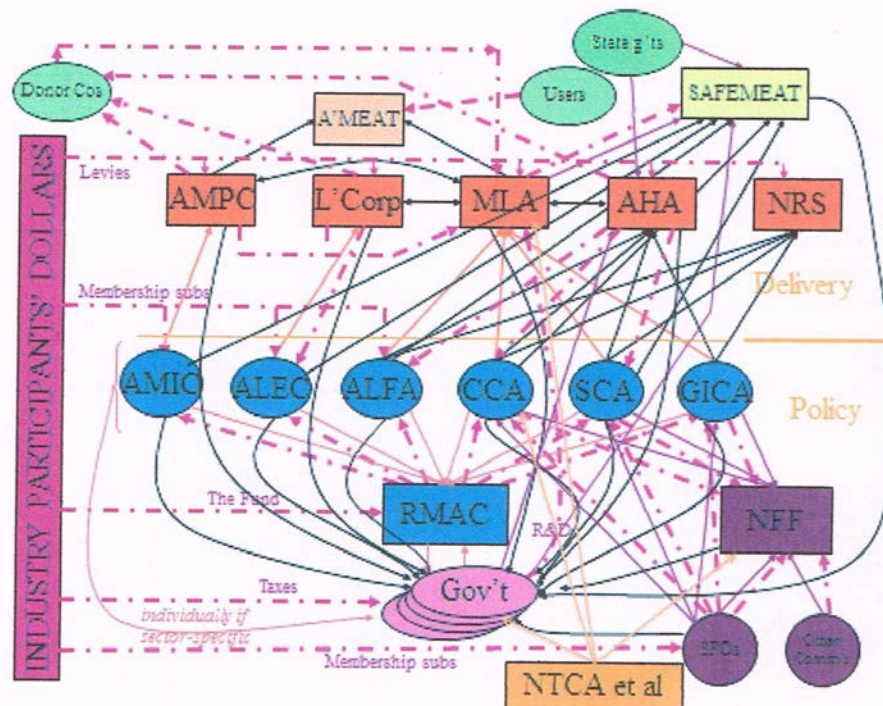 State g'ts
Donor Cos
Users
SAFEMEAT
A'MEAT
Levies
AMPC
L'Corp
MLA
AHA
NRS
Membership subs
Delivery
AMIC
ALEC
ALFA
CCA
SCA
GICA
Policy
The Fund
RMAC
R&D
NFF
Taxes
Gov't
individually if
sector-specific
Membership subs
SFOs
NTCA et al
INDUSTRY PARTICIPANTS' DOLLARS